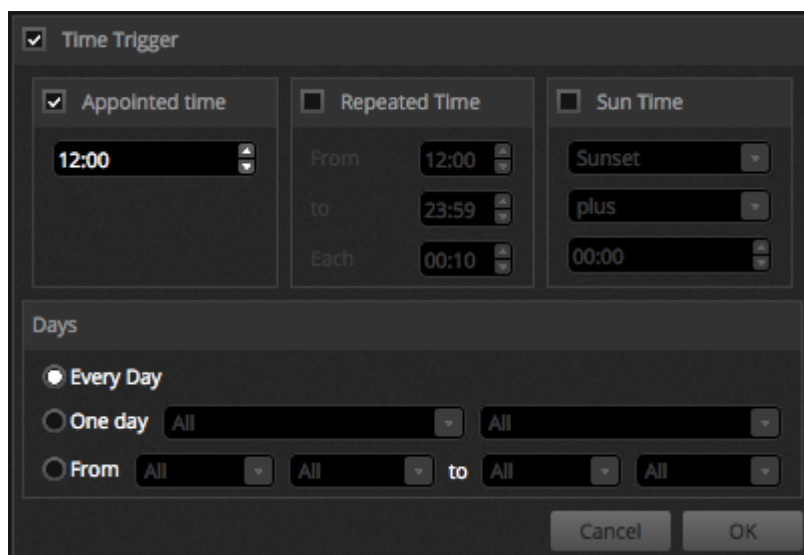 Time Trigger
Appointed time
12:00
Repeated Time
From 12:00
to 23:59
Each 00:10
Sun Time
Sunset
plus
00:00
Days
Every Day
One day All All
From All All to All All
Cancel OK